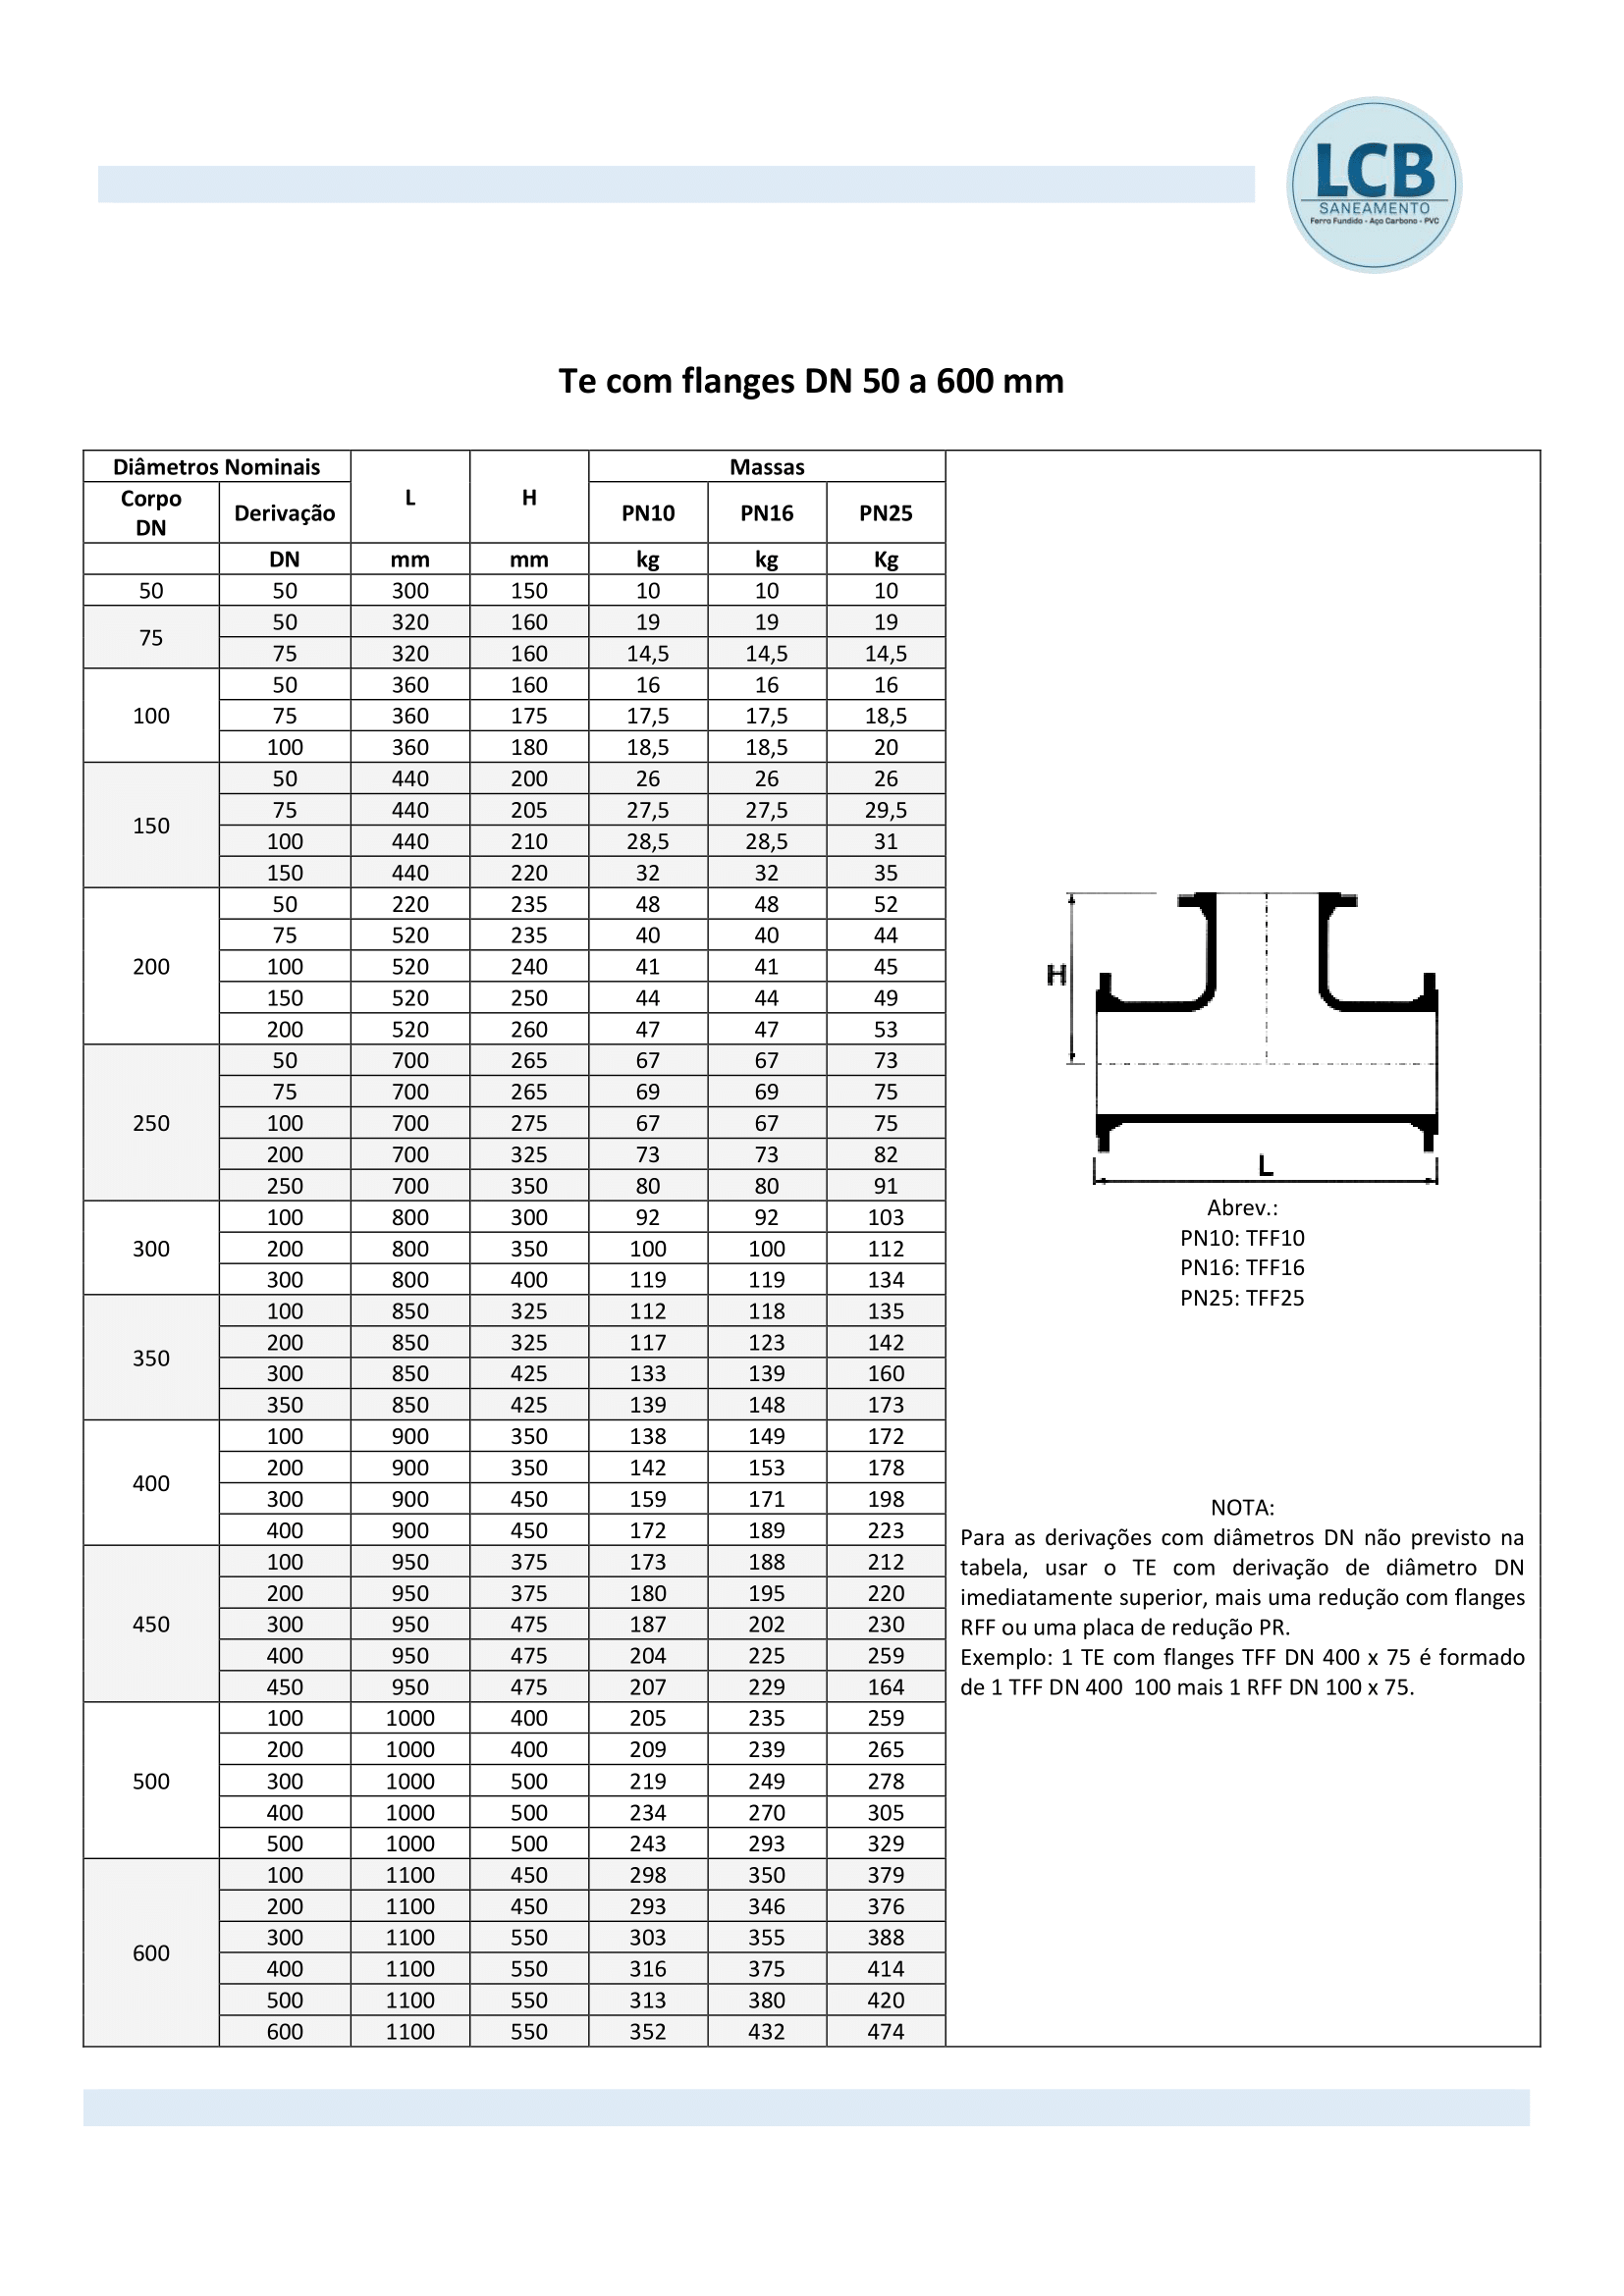 LCB
SANEAMENTO
Ferro Fundido - Aço Carbono - PVC
Te com flanges DN 50 a 600 mm
Diâmetros Nominais L H Massas
Corpo DN Derivação PN10 PN16 PN25
DN mm mm kg kg Kg
50 50 300 150 10 10 10
75 50 320 160 19 19 19
75 320 160 14,5 14,5 14,5
100 50 360 160 16 16 16
75 360 175 17,5 17,5 18,5
100 360 180 18,5 18,5 20
150 50 440 200 26 26 26
75 440 205 27,5 27,5 29,5
100 440 210 28,5 28,5 31
150 440 220 32 32 35
200 50 220 235 48 48 52
75 520 235 40 40 44
100 520 240 41 41 45
150 520 250 44 44 49
200 520 260 47 47 53
250 50 700 265 67 67 73
75 700 265 69 69 75
100 700 275 67 67 75
200 700 325 73 73 82
250 700 350 80 80 91
300 100 800 300 92 92 103
200 800 350 100 100 112
300 800 400 119 119 134
350 100 850 325 112 118 135
200 850 325 117 123 142
300 850 425 133 139 160
350 850 425 139 148 173
400 100 900 350 138 149 172
200 900 350 142 153 178
300 900 450 159 171 198
400 900 450 172 189 223
450 100 950 375 173 188 212
200 950 375 180 195 220
300 950 475 187 202 230
400 950 475 204 225 259
450 950 475 207 229 164
500 100 1000 400 205 235 259
200 1000 400 209 239 265
300 1000 500 219 249 278
400 1000 500 234 270 305
500 1000 500 243 293 329
600 100 1100 450 298 350 379
200 1100 450 293 346 376
300 1100 550 303 355 388
400 1100 550 316 375 414
500 1100 550 313 380 420
600 1100 550 352 432 474
H
L
Abrev.:
PN10: TFF10
PN16: TFF16
PN25: TFF25
NOTA:
Para as derivações com diâmetros DN não previsto na
tabela, usar o TE com derivação de diâmetro DN
imediatamente superior, mais uma redução com flanges
RFF ou uma placa de redução PR.
Exemplo: 1 TE com flanges TFF DN 400 x 75 é formado
de 1 TFF DN 400  100 mais 1 RFF DN 100 x 75.